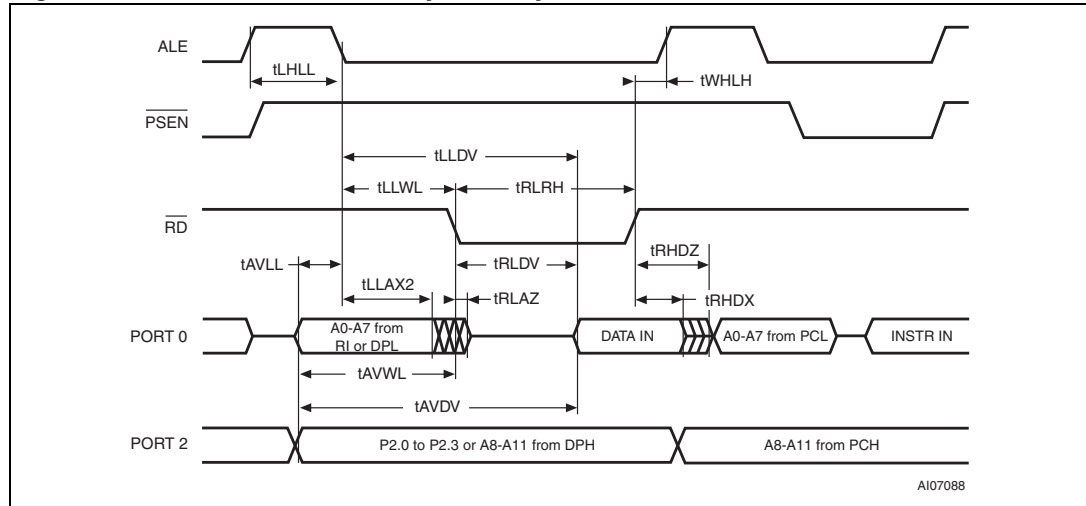 ALE
tLHLL
tWHLH
PSEN
tLLDV
tLLWL
tRLRH
RD
tAVLL
tRLDV
tRHDZ
tLLAX2
tRLAZ
tRHDX
PORT 0
A0-A7 from
RI or DPL
DATA IN
A0-A7 from PCL
INSTR IN
tAVWL
tAVDV
PORT 2
P2.0 to P2.3 or A8-A11 from DPH
A8-A11 from PCH
AI07088